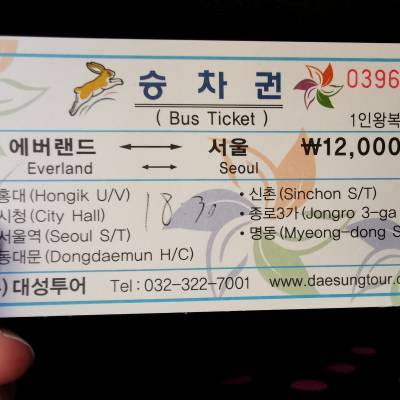 승차권 0396
( Bus Ticket ) 1인왕복
에버랜드 ↔ 서울 ₩12,000
Everland ↔ Seoul
홍대(Hongik U/V) • 신촌(Sinchon S/T)
시청(City Hall) 18 30 • 종로3가(Jongro 3-ga
서울역(Seoul S/T) • 명동(Myeong-dong S
동대문(Dongdaemun H/C)
) 대성투어 Tel : 032-322-7001 www.daesungtour.c